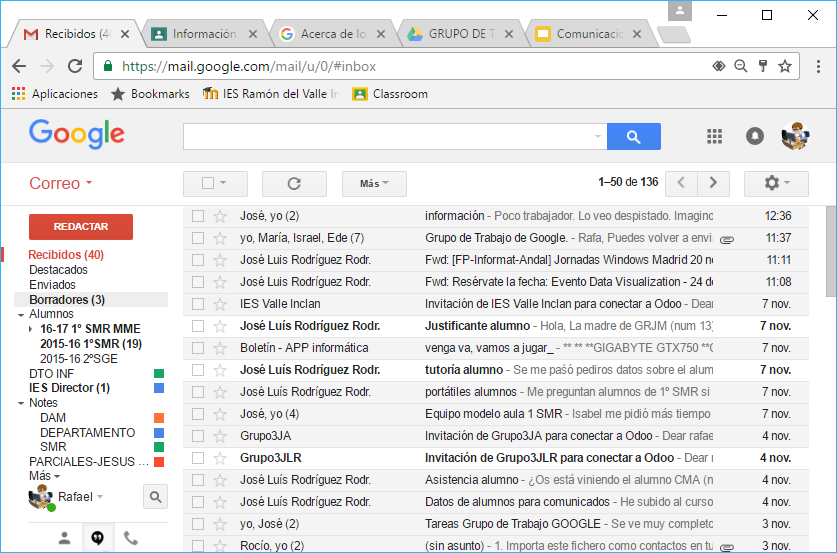 Recibidos (4
Información
Acerca de lo
GRUPO DE T
Comunicacio
https://mail.google.com/mail/u/0/#inbox
Aplicaciones Bookmarks IES Ramón del Valle In Classroom
Google
Correo
Más
1–50 de 136
REDACTAR
Recibidos (40)
Destacados
Enviados
Borradores (3)
Alumnos
16-17 1º SMR MME
2015-16 1ºSMR (19)
2015-16 2ºSGE
DTO INF
IES Director (1)
Notes
DAM
DEPARTAMENTO
SMR
PARCIALES-JESUS ...
Más
Rafael
José, yo (2) información - Poco trabajador. Lo veo despistado. Imagino 12:36
yo, María, Israel, Ede (7) Grupo de Trabajo de Google. - Rafa, Puedes volver a envi 11:37
José Luis Rodríguez Rodr. Fwd: [FP-Informat-Andal] Jornadas Windows Madrid 20 no 11:11
José Luis Rodríguez Rodr. Fwd: Resérvate la fecha: Evento Data Visualization - 24 d 11:08
IES Valle Inclan Invitación de IES Valle Inclan para conectar a Odoo - Dear 7 nov.
José Luís Rodríguez Rodr. Justificante alumno - Hola, La madre de GRJM (num 13) 7 nov.
Boletín - APP informática venga va, vamos a jugar_ - ** ** **GIGABYTE GTX750 **G 7 nov.
José Luís Rodríguez Rodr. tutoría alumno - Se me pasó pediros datos sobre el alum 7 nov.
José Luís Rodríguez Rodr. portátiles alumnos - Me preguntan alumnos de 1º SMR si 7 nov.
José, yo (4) Equipo modelo aula 1 SMR - Isabel me pidió más tiempo 7 nov.
Grupo3JA Invitación de Grupo3JA para conectar a Odoo - Dear rafae 4 nov.
Grupo3JLR Invitación de Grupo3JLR para conectar a Odoo - Dear 4 nov.
José Luís Rodríguez Rodr. Asistencia alumno - ¿Os está viniendo el alumno CMA (n 4 nov.
José Luís Rodríguez Rodr. Datos de alumnos para comunicados - He subido al curso 4 nov.
yo, José (2) Tareas Grupo de Trabajo GOOGLE - Se ve muy completo 3 nov.
Rocío, yo (2) (sin asunto) - 1. Importa este fichero como contactos en tu 3 nov.